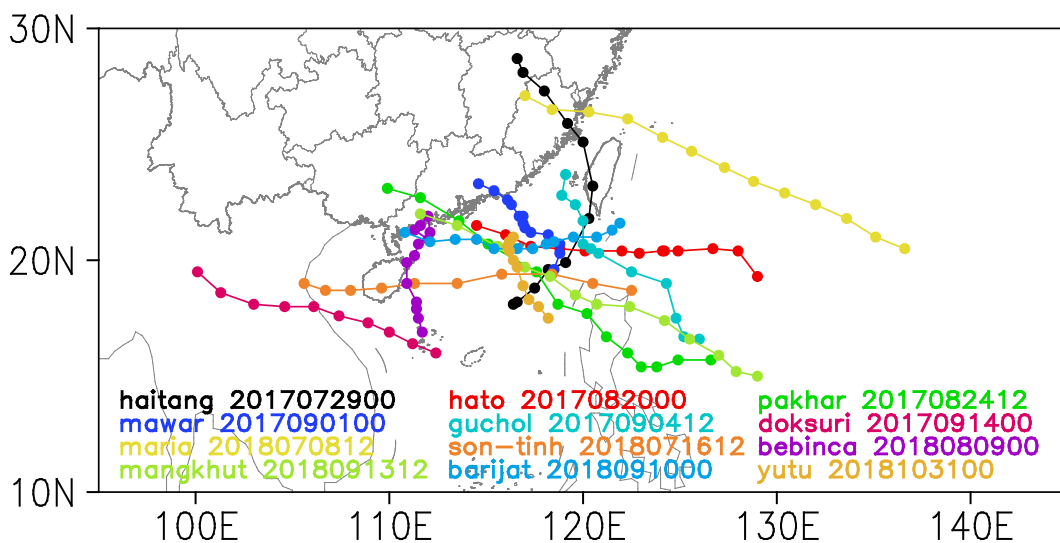 30N
20N
haitang 2017072900 hato 2017082000 pakhar 2017082412
mawar 2017090100 guchol 2017090412 doksuri 2017091400
maria 2018070812 son-tinh 2018071612 bebinca 2018080900
mangkhut 2018091312 barijat 2018091000 yutu 2018103100
10N
100E 110E 120E 130E 140E